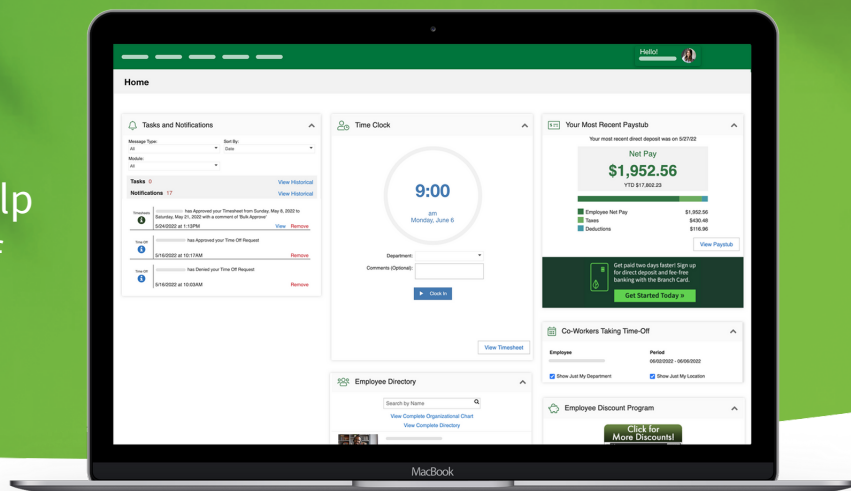 lp
Hello!
Home
Tasks and Notifications
Message Type:
Sort By:
All
Date
Module:
All
Tasks 0
View Historical
Notifications 17
View Historical
Timesheets
has Approved your Timesheet from Sunday, May 8, 2022 to
Saturday, May 21, 2022 with a comment of 'Bulk Approve'
5/24/2022 at 1:13PM
View Remove
Time-Off
has Approved your Time Off Request
5/16/2022 at 10:17AM
Remove
Time-Off
has Denied your Time Off Request
5/16/2022 at 10:03AM
Remove
Time Clock
9:00
am
Monday, June 6
Department:
Comments (Optional):
Clock In
View Timesheet
Employee Directory
Search by Name
View Complete Organizational Chart
View Complete Directory
Your Most Recent Paystub
Your most recent direct deposit was on 5/27/22
Net Pay
$1,952.56
YTD $17,802.23
Employee Net Pay $1,952.56
Taxes $430.48
Deductions $116.96
View Paystub
Get paid two days faster! Sign up
for direct deposit and fee-free
banking with the Branch Card.
Get Started Today »
Co-Workers Taking Time-Off
Employee
Period
06/02/2022 - 06/06/2022
Show Just My Department
Show Just My Location
Employee Discount Program
Click for
More Discounts!
MacBook